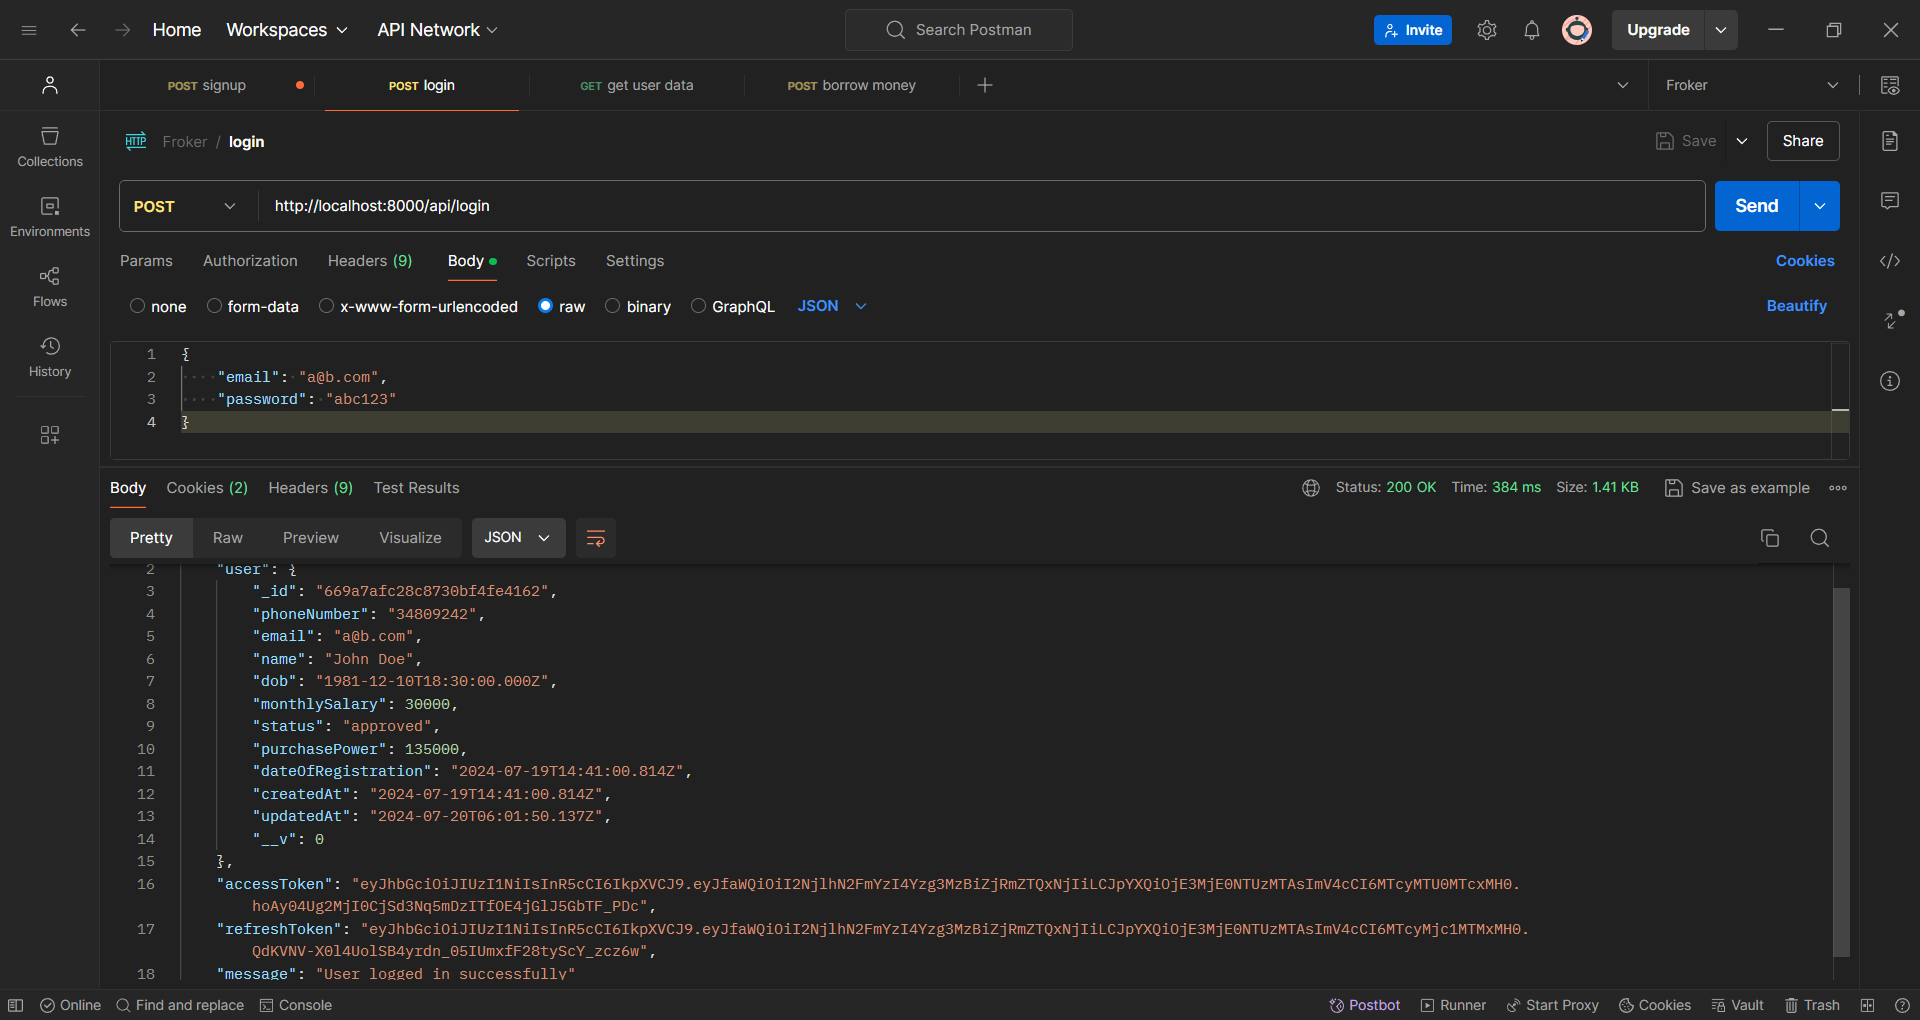 Home Workspaces API Network Search Postman Invite Upgrade
POST signup POST login GET get user data POST borrow money Froker
HTTP Froker / login Save Share
Collections
Environments
Flows
History
POST http://localhost:8000/api/login Send
Params Authorization Headers (9) Body Scripts Settings Cookies
none form-data x-www-form-urlencoded raw binary GraphQL JSON Beautify
1 {
2 "email": "a@b.com",
3 "password": "abc123"
4 }
Body Cookies (2) Headers (9) Test Results Status: 200 OK Time: 384 ms Size: 1.41 KB Save as example
Pretty Raw Preview Visualize JSON
2 "user": {
3 "_id": "669a7afc28c8730bf4fe4162",
4 "phoneNumber": "34809242",
5 "email": "a@b.com",
6 "name": "John Doe",
7 "dob": "1981-12-10T18:30:00.000Z",
8 "monthlySalary": 30000,
9 "status": "approved",
10 "purchasePower": 135000,
11 "dateOfRegistration": "2024-07-19T14:41:00.814Z",
12 "createdAt": "2024-07-19T14:41:00.814Z",
13 "updatedAt": "2024-07-20T06:01:50.137Z",
14 "__v": 0
15 },
16 "accessToken": "eyJhbGciOiJIUzI1NiIsInR5cCI6IkpXVCJ9.eyJfaWQiOiI2NjlhN2FmYzI4Yzg3MzBiZjRmZTQxNjIiLCJpYXQiOjE3MjE0NTUzMTAsImV4cCI6MTcyMTU0MTcxMH0.
hoAy04Ug2MjI0CjSd3Nq5mDzITfOE4jGlJ5GbTF_PDc",
17 "refreshToken": "eyJhbGciOiJIUzI1NiIsInR5cCI6IkpXVCJ9.eyJfaWQiOiI2NjlhN2FmYzI4Yzg3MzBiZjRmZTQxNjIiLCJpYXQiOjE3MjE0NTUzMTAsImV4cCI6MTcyMjc1MTMxMH0.
QdKVNV-X0l4UolSB4yrdn_05IUmxfF28tyScY_zcz6w",
18 "message": "User logged in successfully"
Online Find and replace Console Postbot Runner Start Proxy Cookies Vault Trash